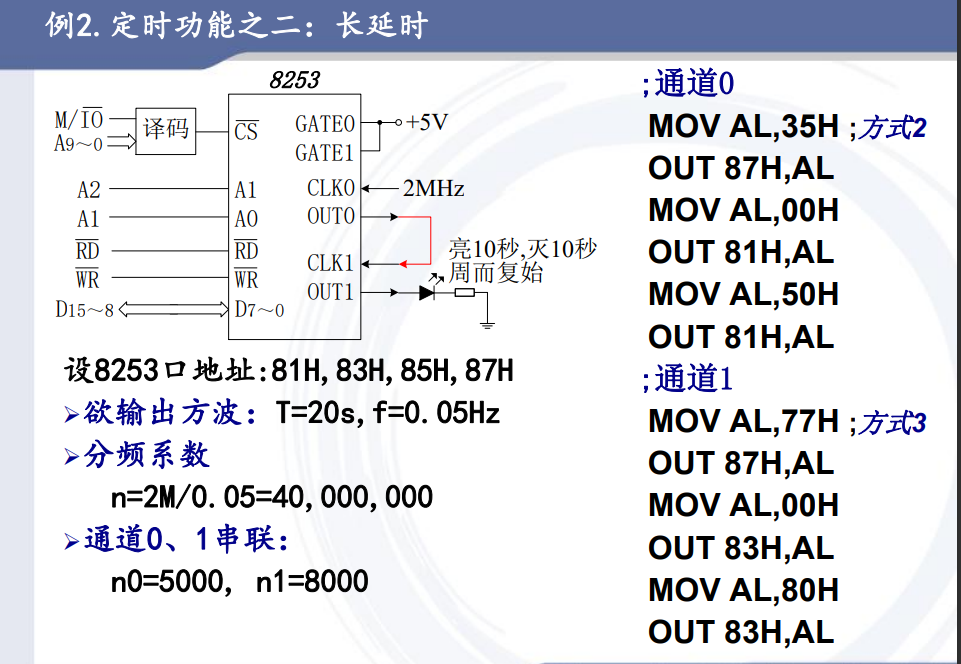 例2.定时功能之二：长延时
8253
M/I̅O̅
A9～0
译码
C̅S̅
GATE0
+5V
GATE1
A2
A1
CLK0
2MHz
A1
A0
OUT0
R̅D̅
R̅D̅
CLK1
亮10秒,灭10秒
周而复始
W̅R̅
W̅R̅
OUT1
D15～8
D7～0
设8253口地址:81H,83H,85H,87H
➢欲输出方波：T=20s,f=0.05Hz
➢分频系数
n=2M/0.05=40,000,000
➢通道0、1串联：
n0=5000, n1=8000
;通道0
MOV AL,35H ;方式2
OUT 87H,AL
MOV AL,00H
OUT 81H,AL
MOV AL,50H
OUT 81H,AL
;通道1
MOV AL,77H ;方式3
OUT 87H,AL
MOV AL,00H
OUT 83H,AL
MOV AL,80H
OUT 83H,AL